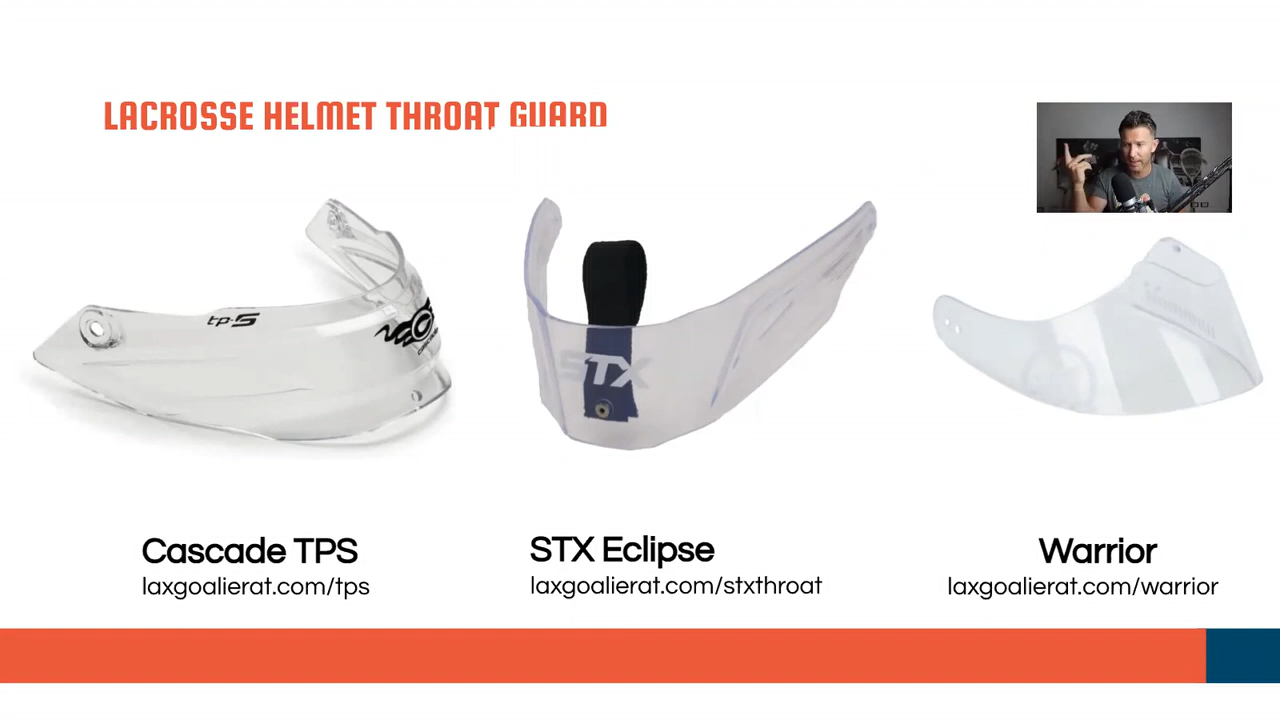 LACROSSE HELMET THROAT GUARD
tp-S
STX
Cascade TPS
laxgoalierat.com/tps
STX Eclipse
laxgoalierat.com/stxthroat
Warrior
laxgoalierat.com/warrior